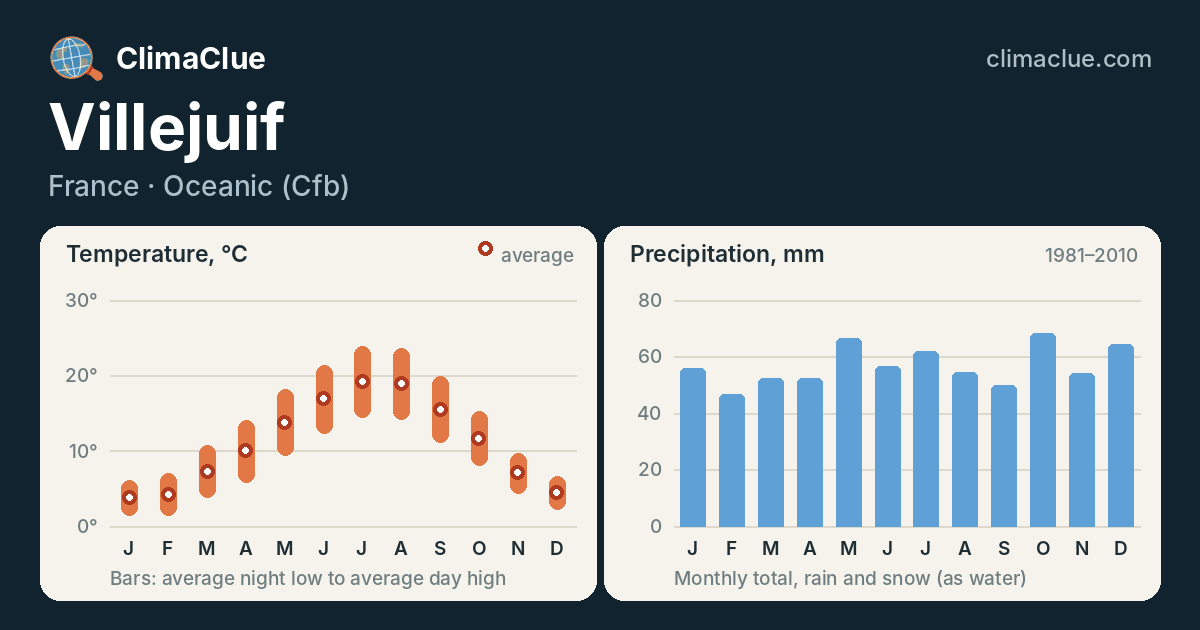 ClimaClue
climaclue.com
Villejuif
France · Oceanic (Cfb)
Temperature, °C
average
30°
20°
10°
0°
J F M A M J J A S O N D
Bars: average night low to average day high
Precipitation, mm
1981–2010
80
60
40
20
0
J F M A M J J A S O N D
Monthly total, rain and snow (as water)